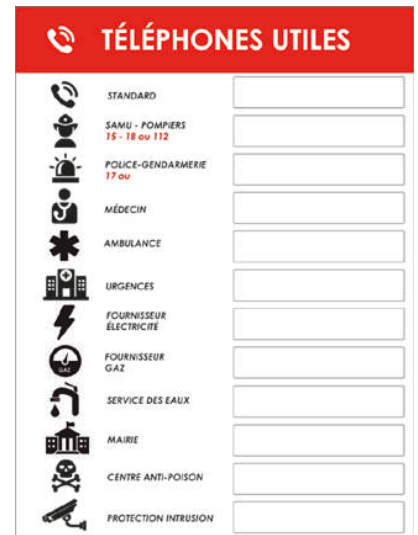 TÉLÉPHONES UTILES
STANDARD
SAMU - POMPIERS
15 - 18 ou 112
POLICE-GENDARMERIE
17 ou
MÉDECIN
AMBULANCE
URGENCES
FOURNISSEUR
ÉLECTRICITÉ
FOURNISSEUR
GAZ
GAZ
SERVICE DES EAUX
MAIRIE
CENTRE ANTI-POISON
PROTECTION INTRUSION